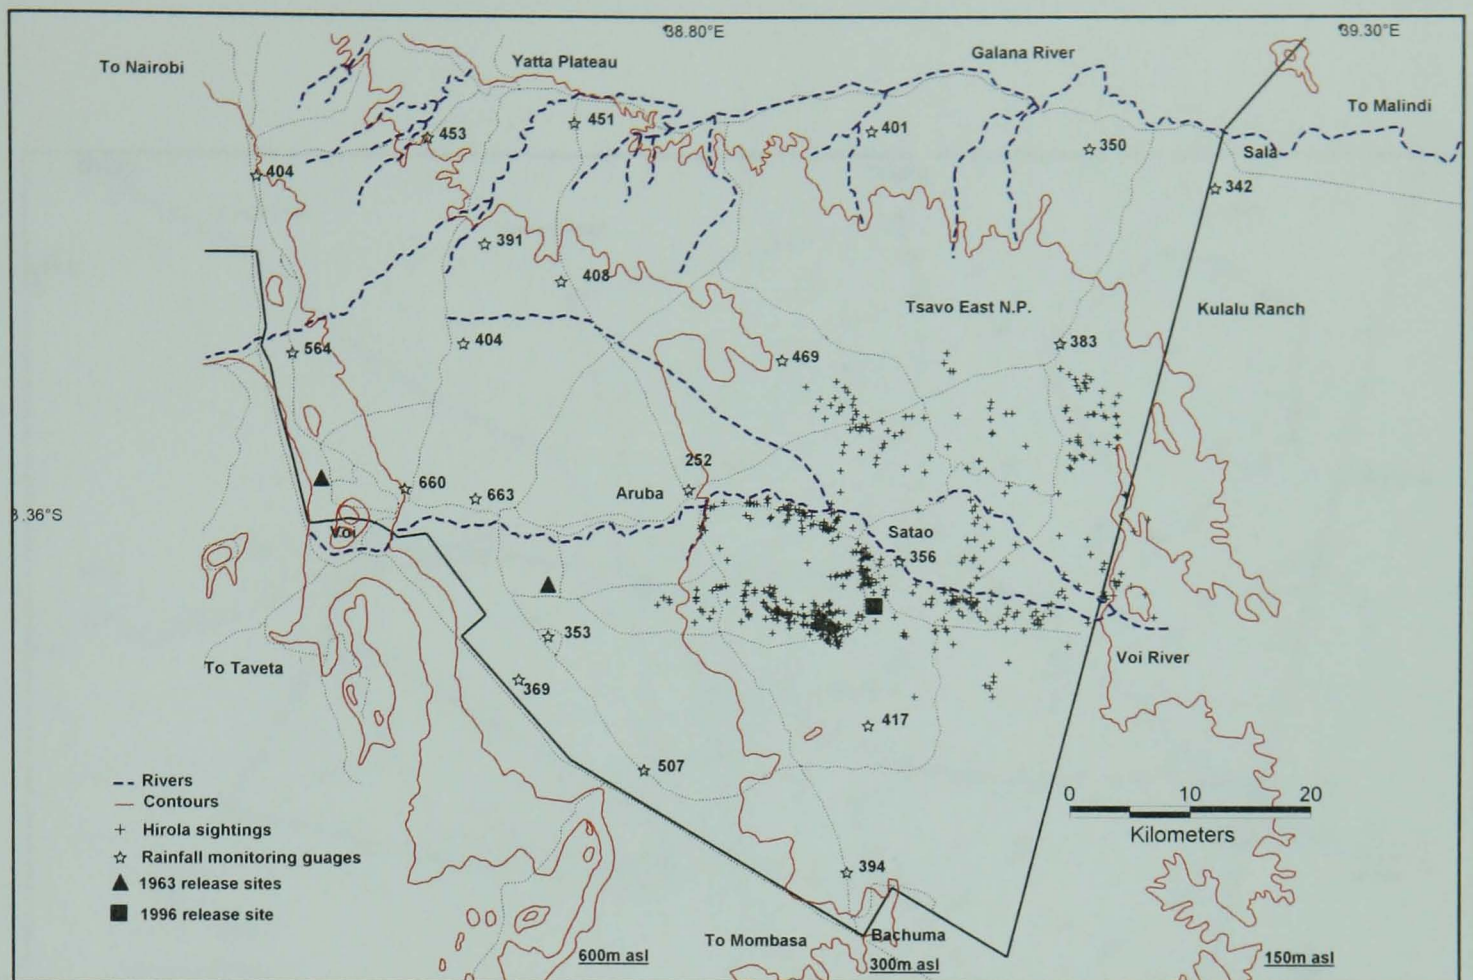 38.80°E
39.30°E
To Nairobi
Yatta Plateau
Galana River
To Malindi
453
451
401
350
Sala
404
342
391
408
Tsavo East N.P.
Kulalu Ranch
564
404
469
383
252
660
663
Aruba
3.36°S
Voi
Satao
356
353
To Taveta
Voi River
369
417
507
Rivers
Contours
Hirola sightings
Rainfall monitoring guages
1963 release sites
1996 release site
0 10 20
Kilometers
394
To Mombasa
Bachuma
600m asl
300m asl
150m asl